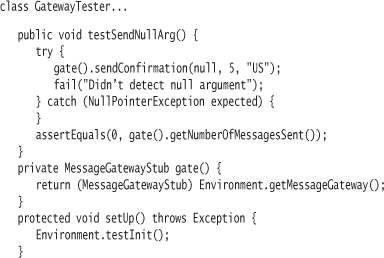 class GatewayTester...
public void testSendNullArg() {
try {
gate().sendConfirmation(null, 5, "US");
fail("Didn't detect null argument");
} catch (NullPointerException expected) {
}
assertEquals(0, gate().getNumberOfMessagesSent());
}
private MessageGatewayStub gate() {
return (MessageGatewayStub) Environment.getMessageGateway();
}
protected void setUp() throws Exception {
Environment.testInit();
}